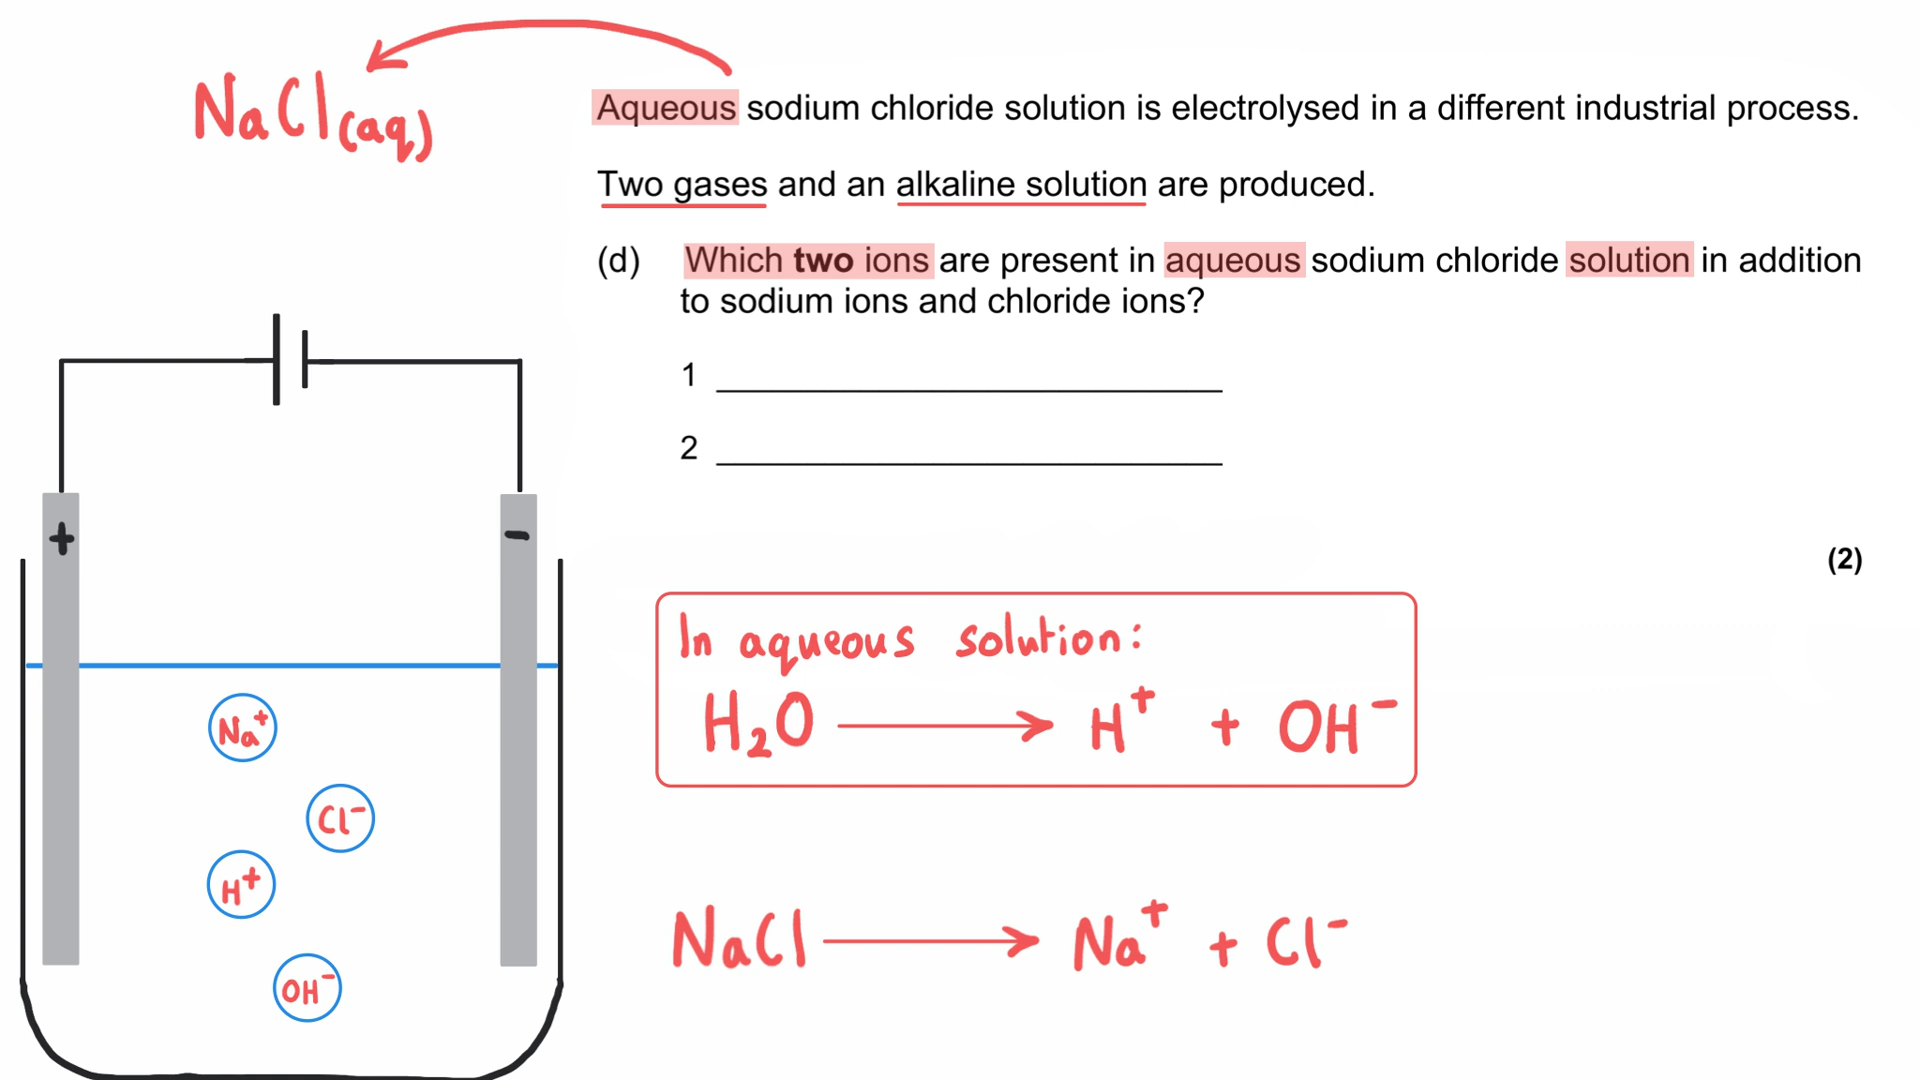 NaCl(aq)
Aqueous sodium chloride solution is electrolysed in a different industrial process.
Two gases and an alkaline solution are produced.
(d) Which two ions are present in aqueous sodium chloride solution in addition
to sodium ions and chloride ions?
1
2
(2)
+
-
In aqueous solution:
H₂O ⟶ H⁺ + OH⁻
Na⁺
Cl⁻
H⁺
OH⁻
NaCl ⟶ Na⁺ + Cl⁻